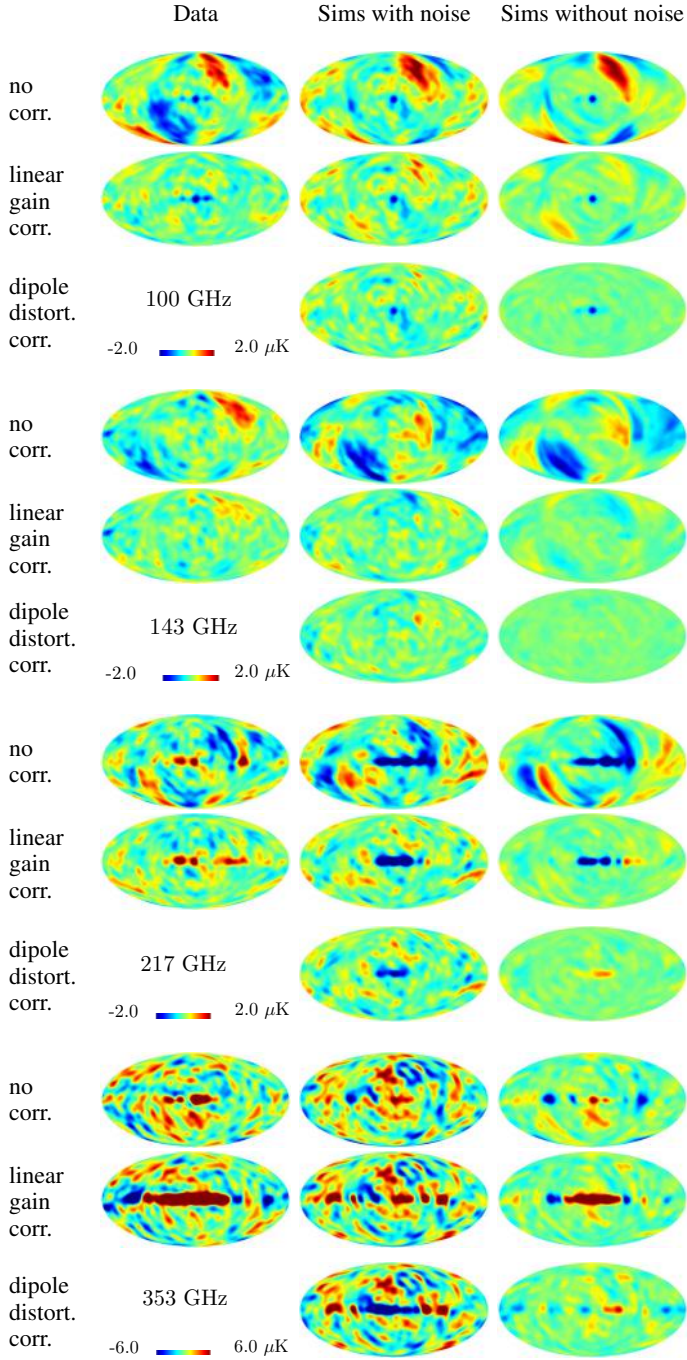 Data Sims with noise Sims without noise
no
corr.
linear
gain
corr.
dipole
distort.
corr.
100 GHz
-2.0 2.0 μK
no
corr.
linear
gain
corr.
dipole
distort.
corr.
143 GHz
-2.0 2.0 μK
no
corr.
linear
gain
corr.
dipole
distort.
corr.
217 GHz
-2.0 2.0 μK
no
corr.
linear
gain
corr.
dipole
distort.
corr.
353 GHz
-6.0 6.0 μK